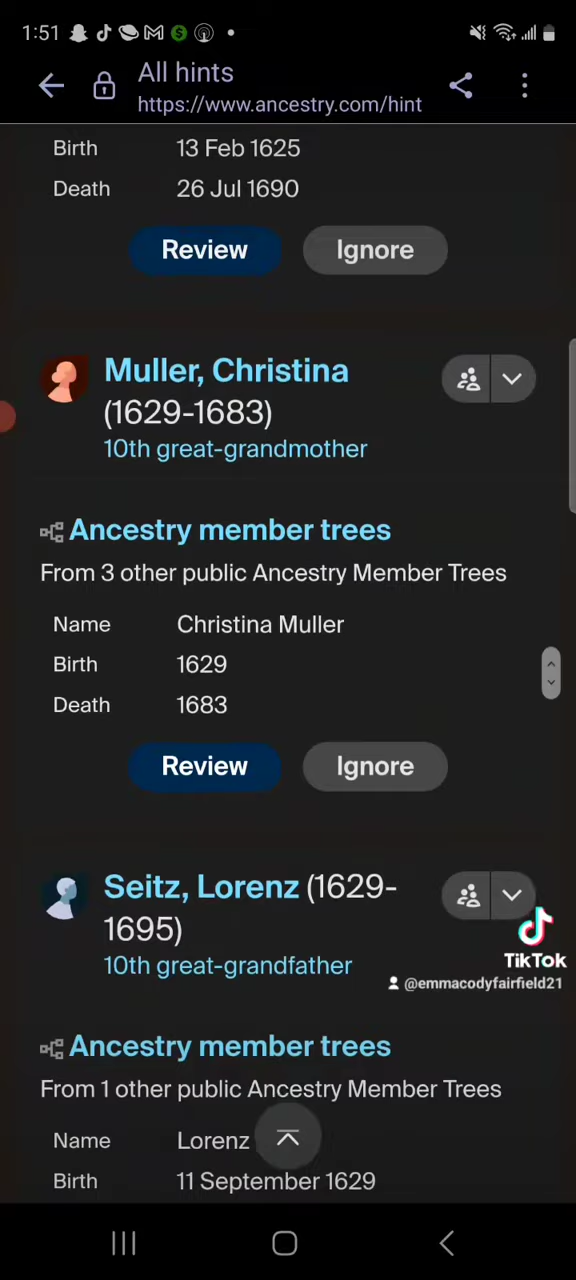 1:51
All hints
https://www.ancestry.com/hint
Birth 13 Feb 1625
Death 26 Jul 1690
Review Ignore
Muller, Christina
(1629-1683)
10th great-grandmother
Ancestry member trees
From 3 other public Ancestry Member Trees
Name Christina Muller
Birth 1629
Death 1683
Review Ignore
Seitz, Lorenz (1629-
1695)
10th great-grandfather
TikTok
@emmacodyfairfield21
Ancestry member trees
From 1 other public Ancestry Member Trees
Name Lorenz
Birth 11 September 1629